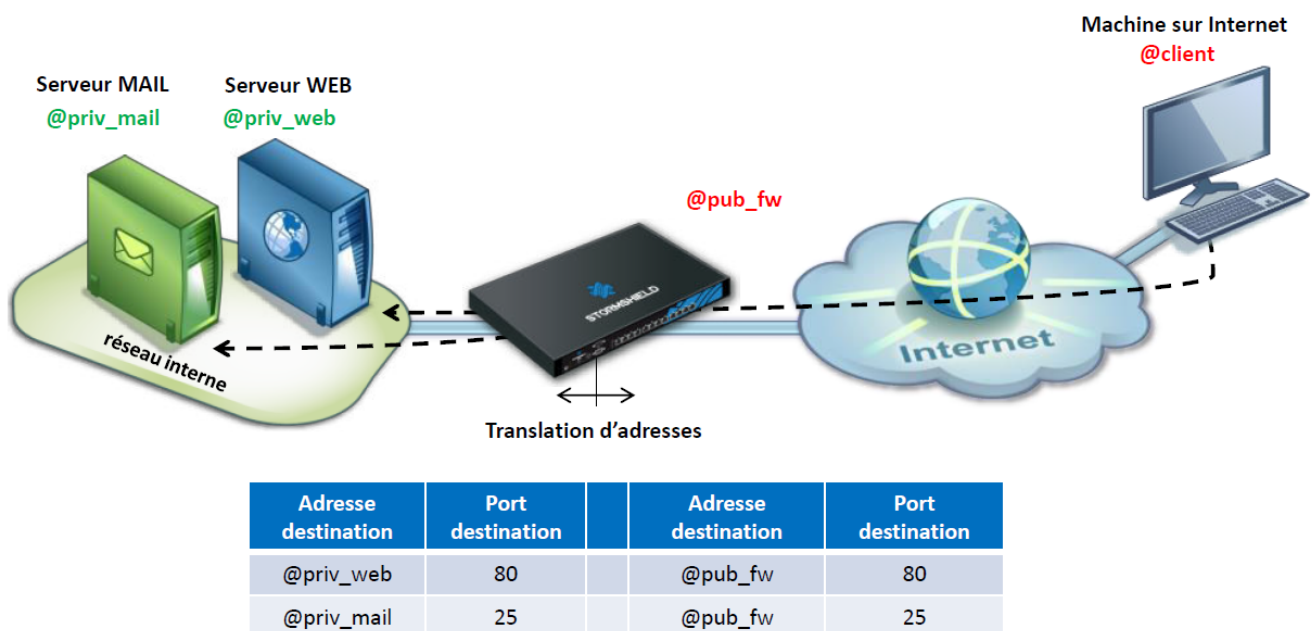 Machine sur Internet
@client
Serveur MAIL
@priv_mail
Serveur WEB
@priv_web
@pub_fw
STORMSHIELD
Internet
réseau interne
Translation d'adresses
Adresse destination Port destination Adresse destination Port destination
@priv_web 80 @pub_fw 80
@priv_mail 25 @pub_fw 25